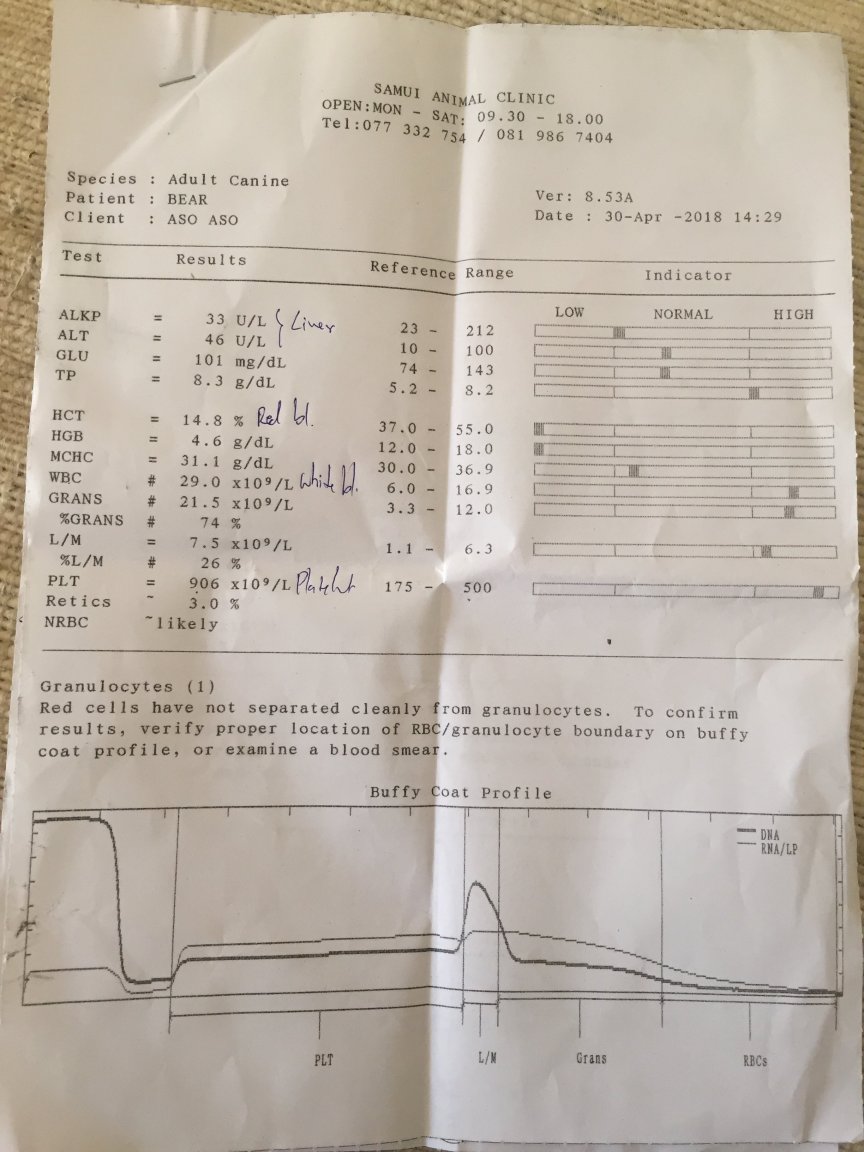 SAMUI ANIMAL CLINIC
OPEN:MON - SAT: 09.30 - 18.00
Tel:077 332 754 / 081 986 7404
Species : Adult Canine
Patient : BEAR
Client : ASO ASO
Ver: 8.53A
Date : 30-Apr -2018 14:29
Test Results Reference Range Indicator
LOW NORMAL HIGH
ALKP = 33 U/L } Liver 23 - 212
ALT = 46 U/L 10 - 100
GLU = 101 mg/dL 74 - 143
TP = 8.3 g/dL 5.2 - 8.2
HCT = 14.8 % Red bl. 37.0 - 55.0
HGB = 4.6 g/dL 12.0 - 18.0
MCHC = 31.1 g/dL 30.0 - 36.9
WBC # 29.0 x10⁹/L White bl. 6.0 - 16.9
GRANS # 21.5 x10⁹/L 3.3 - 12.0
%GRANS # 74 %
L/M = 7.5 x10⁹/L 1.1 - 6.3
%L/M # 26 %
PLT = 906 x10⁹/L Platelet 175 - 500
Retics ~ 3.0 %
NRBC ~likely
Granulocytes (1)
Red cells have not separated cleanly from granulocytes. To confirm
results, verify proper location of RBC/granulocyte boundary on buffy
coat profile, or examine a blood smear.
Buffy Coat Profile
DNA
RNA/LP
PLT L/M Grans RBCs